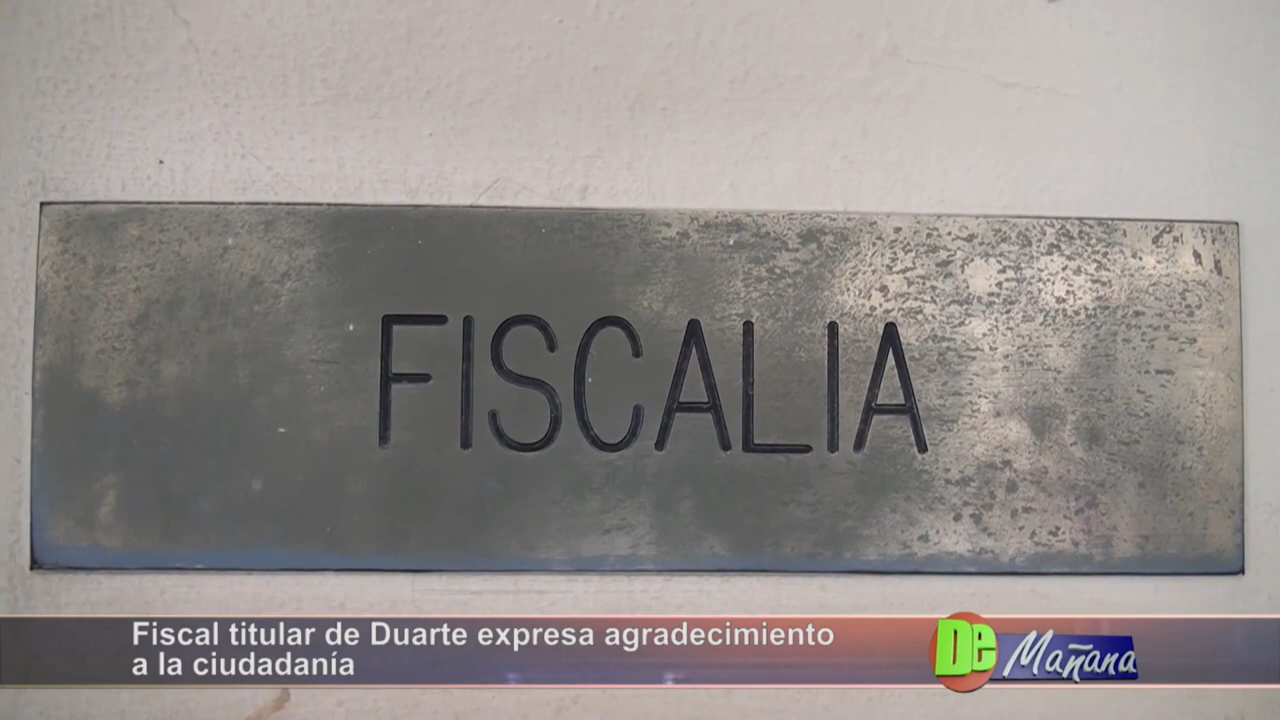 FISCALIA
Fiscal titular de Duarte expresa agradecimiento
a la ciudadanía
De Mañana